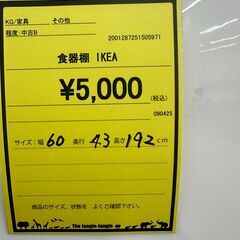 KG/家具 その他
程度:中古B 2001287251505971
食器棚 IKEA
¥5,000
(税込)
090425
サイズ:幅 60 奥行 43 高さ 192 cm
商品のサイズ、状態を よくご確認下さい
The Jungle-Jungle